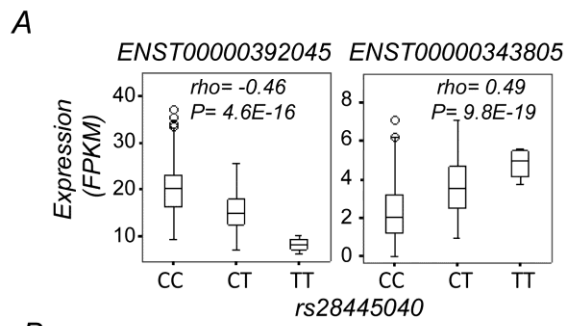 A
ENST00000392045 ENST00000343805
rho= -0.46
P= 4.6E-16
rho= 0.49
P= 9.8E-19
Expression
(FPKM)
40
30
20
10
8
6
4
2
0
CC CT TT
CC CT TT
rs28445040